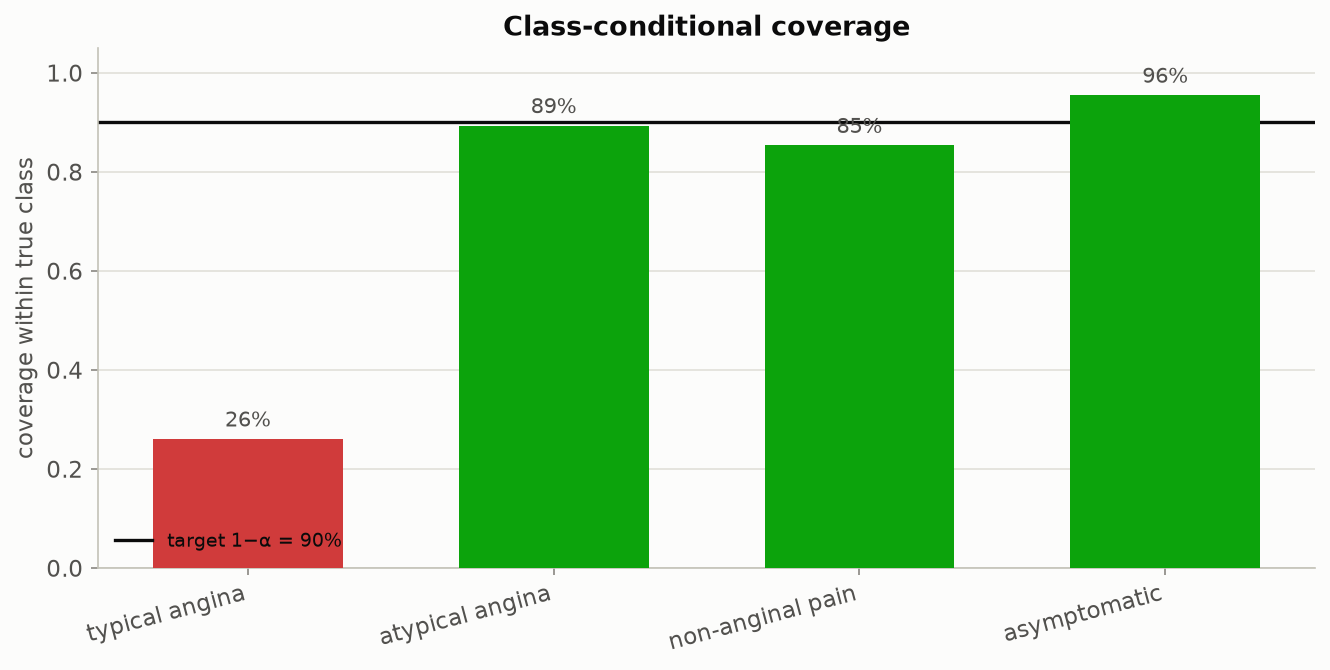 Class-conditional coverage
coverage within true class
1.0
0.8
0.6
0.4
0.2
0.0
26%
89%
85%
96%
target 1−α = 90%
typical angina
atypical angina
non-anginal pain
asymptomatic